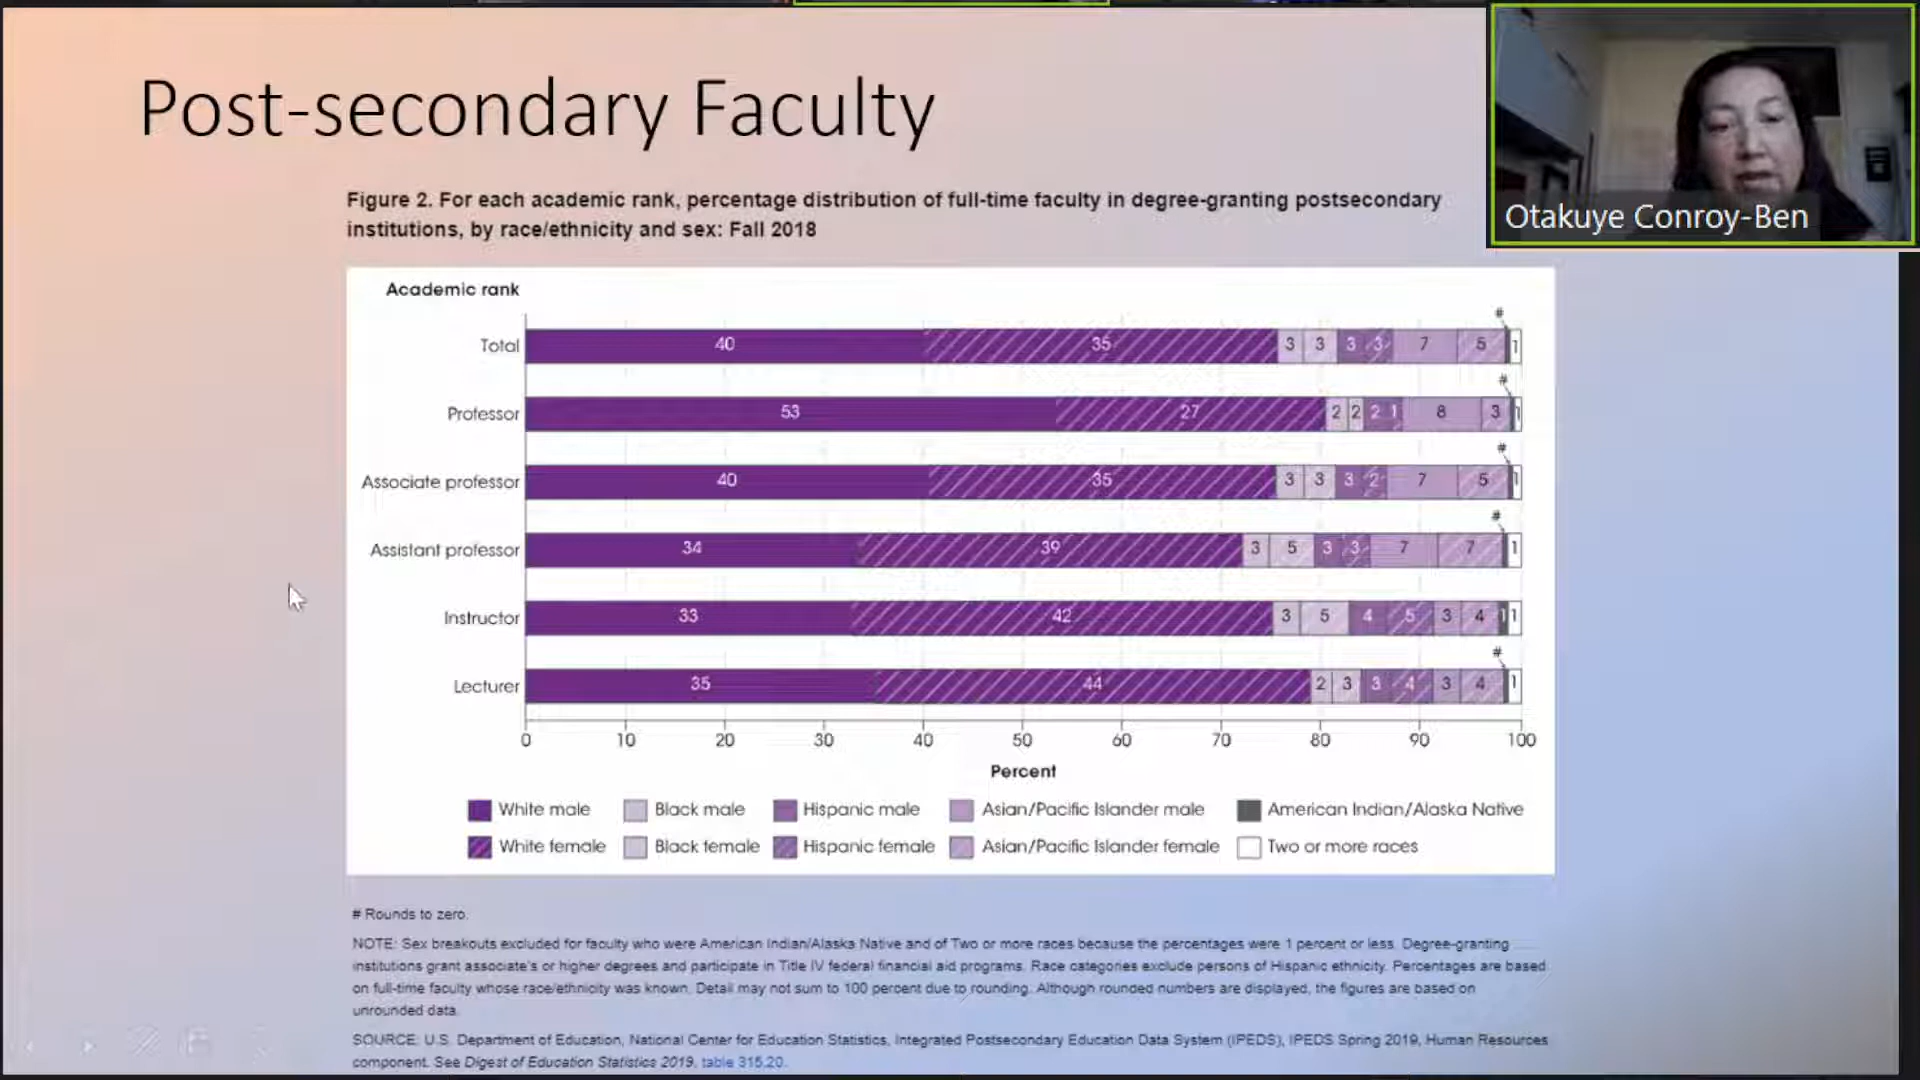 Post-secondary Faculty
Otakuye Conroy-Ben
Figure 2. For each academic rank, percentage distribution of full-time faculty in degree-granting postsecondary
institutions, by race/ethnicity and sex: Fall 2018
Academic rank
#
Total 40 35 3 3 3 3 7 5 1
#
Professor 53 27 2 2 2 1 8 3 1
#
Associate professor 40 35 3 3 3 2 7 5 1
#
Assistant professor 34 39 3 5 3 3 7 7 1
Instructor 33 42 3 5 4 5 3 4 1 1
#
Lecturer 35 44 2 3 3 4 3 4 1
0 10 20 30 40 50 60 70 80 90 100
Percent
White male Black male Hispanic male Asian/Pacific Islander male American Indian/Alaska Native
White female Black female Hispanic female Asian/Pacific Islander female Two or more races
# Rounds to zero.
NOTE: Sex breakouts excluded for faculty who were American Indian/Alaska Native and of Two or more races because the percentages were 1 percent or less. Degree-granting
institutions grant associate's or higher degrees and participate in Title IV federal financial aid programs. Race categories exclude persons of Hispanic ethnicity. Percentages are based
on full-time faculty whose race/ethnicity was known. Detail may not sum to 100 percent due to rounding. Although rounded numbers are displayed, the figures are based on
unrounded data.
SOURCE: U.S. Department of Education, National Center for Education Statistics, Integrated Postsecondary Education Data System (IPEDS), IPEDS Spring 2019, Human Resources
component. See Digest of Education Statistics 2019, table 315.20.